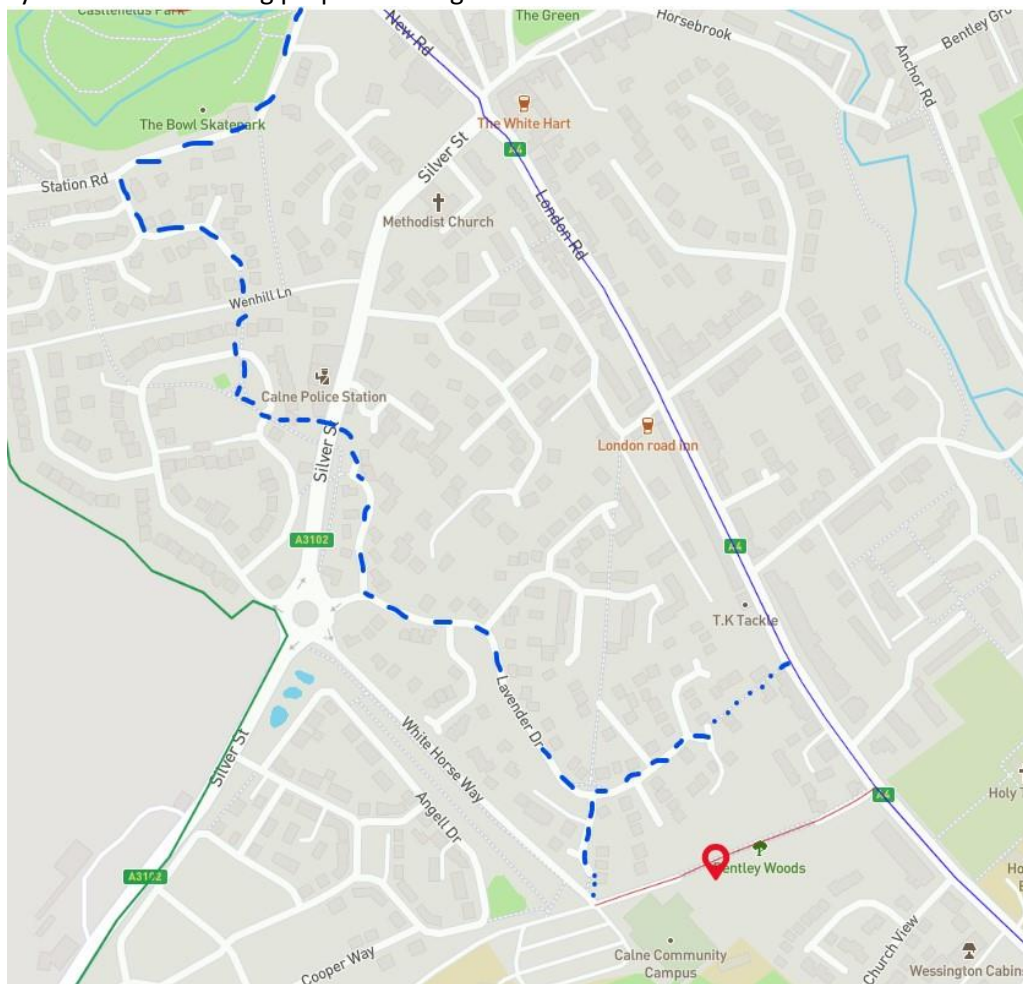 Castlefields Park
New Rd
The Green
Horsebrook
Bentley Gro
Anchor Rd
The Bowl Skatepark
The White Hart
A4
Silver St
Station Rd
Methodist Church
London Rd
Wenhill Ln
Calne Police Station
London road inn
Silver St
A3102
A4
T.K Tackle
Lavender Dr
White Horse Way
Silver St
Angell Dr
A4
Holy T
Bentley Woods
A3102
Ho
E
Church View
Cooper Way
Calne Community
Campus
Wessington Cabins